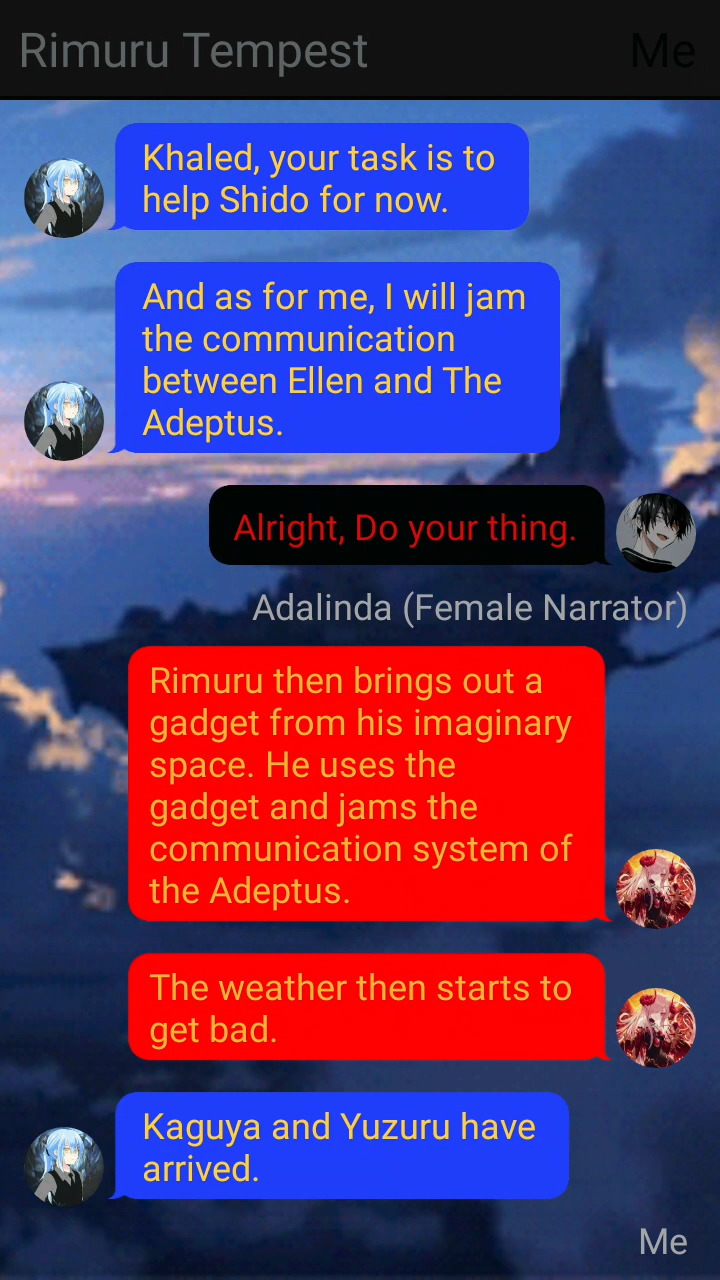 Rimuru Tempest
Me
Khaled, your task is to
help Shido for now.
And as for me, I will jam
the communication
between Ellen and The
Adeptus.
Alright, Do your thing.
Adalinda (Female Narrator)
Rimuru then brings out a
gadget from his imaginary
space. He uses the
gadget and jams the
communication system of
the Adeptus.
The weather then starts to
get bad.
Kaguya and Yuzuru have
arrived.
Me